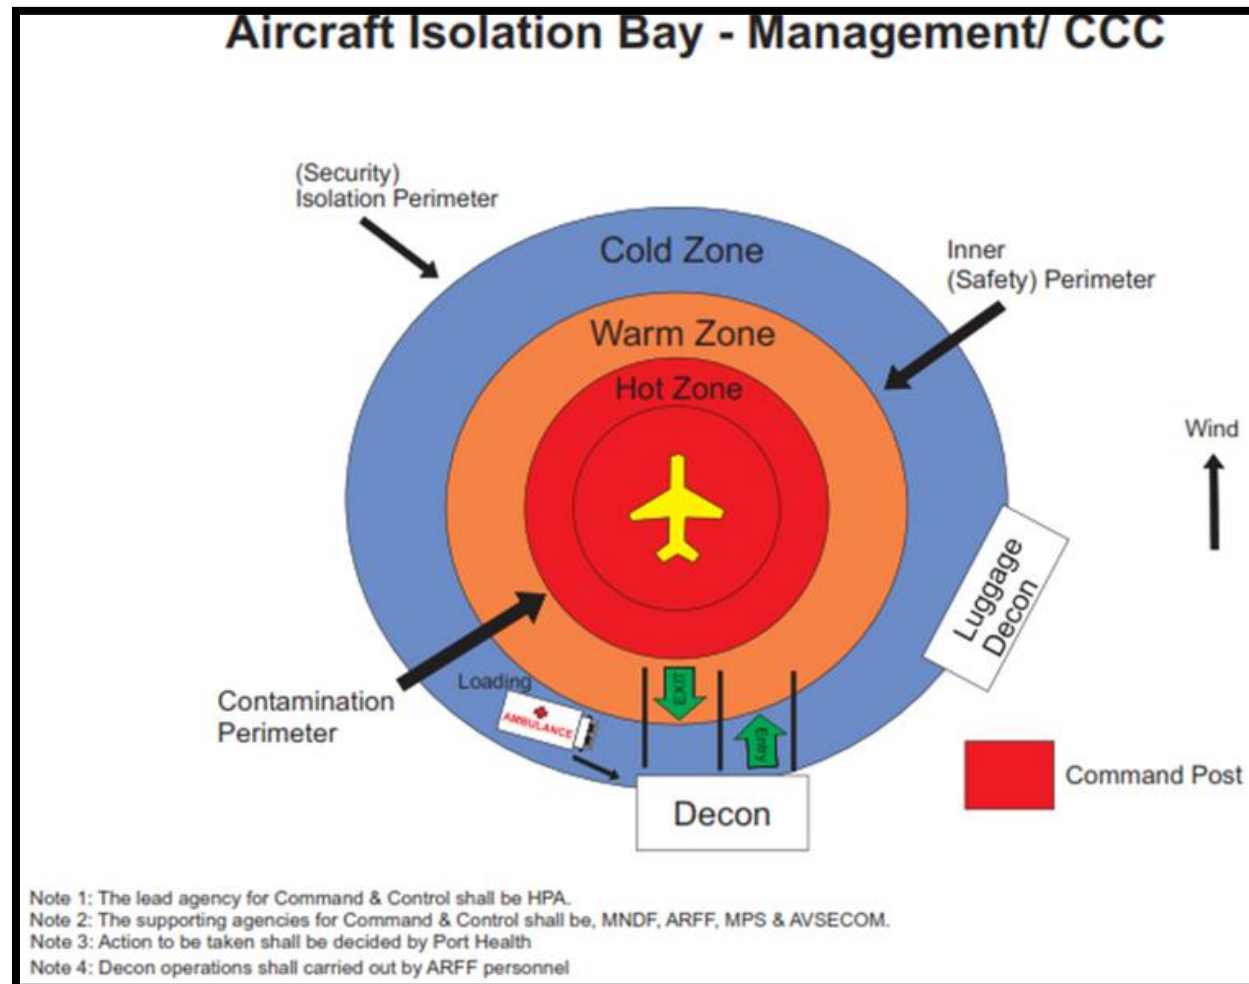 Aircraft Isolation Bay - Management/ CCC
(Security)
Isolation Perimeter
Cold Zone
Inner
(Safety) Perimeter
Warm Zone
Hot Zone
Wind
Luggage
Decon
Contamination
Perimeter
Loading
AMBULANCE
EXIT
Entry
Decon
Command Post
Note 1: The lead agency for Command & Control shall be HPA.
Note 2: The supporting agencies for Command & Control shall be, MNDF, ARFF, MPS & AVSECOM.
Note 3: Action to be taken shall be decided by Port Health
Note 4: Decon operations shall carried out by ARFF personnel